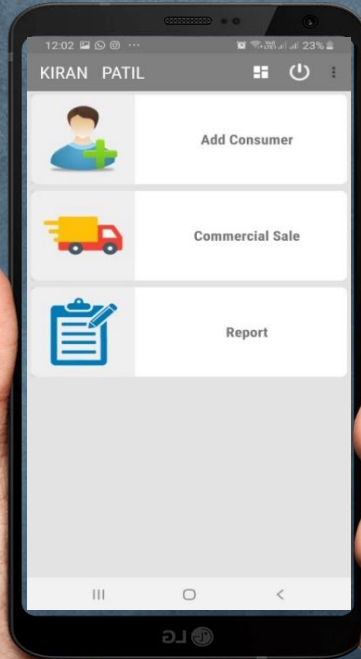 12:02 ... 23%
KIRAN PATIL
Add Consumer
Commercial Sale
Report
LG